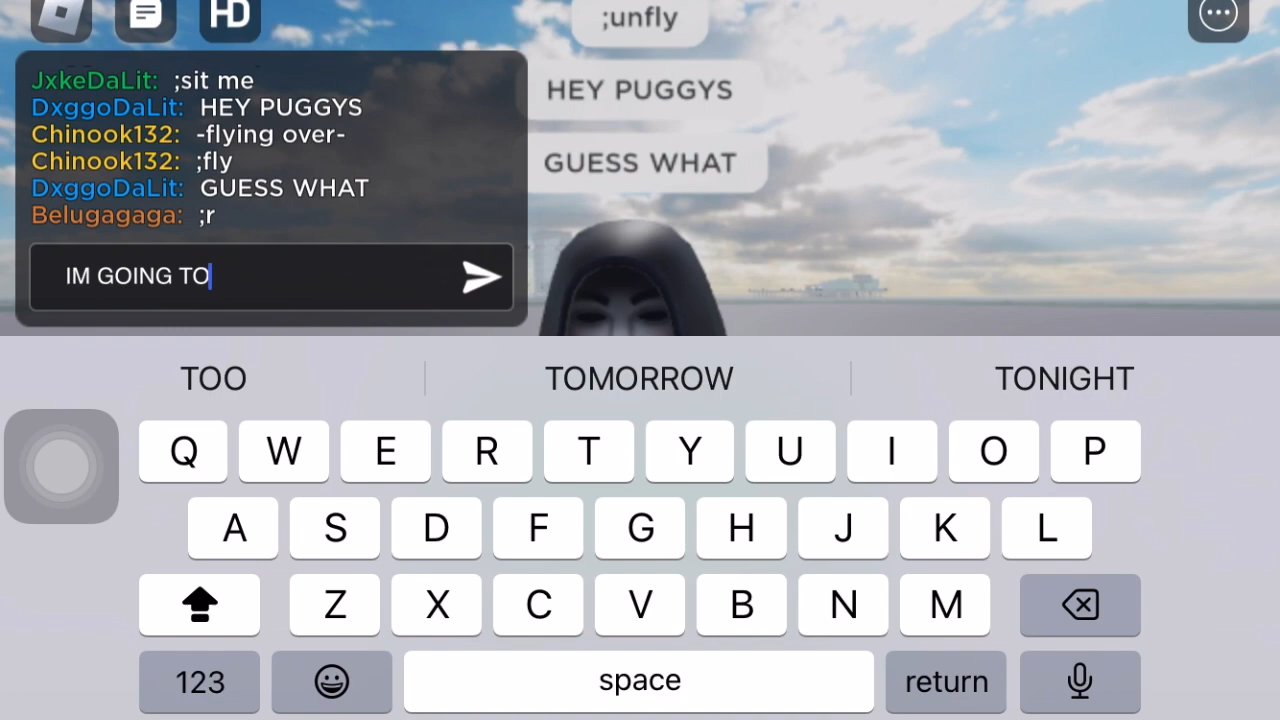 HD
;unfly
HEY PUGGYS
GUESS WHAT
JxkeDaLit: ;sit me
DxggoDaLit: HEY PUGGYS
Chinook132: -flying over-
Chinook132: ;fly
DxggoDaLit: GUESS WHAT
Belugagaga: ;r
IM GOING TO
TOO TOMORROW TONIGHT
Q W E R T Y U I O P
A S D F G H J K L
Z X C V B N M
123 space return